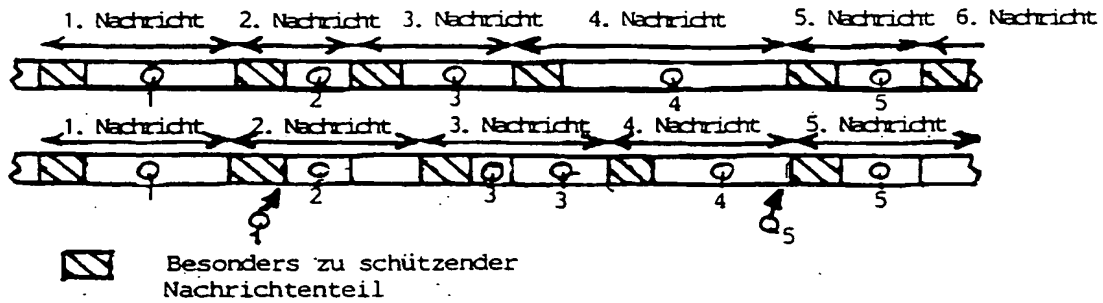 1. Nachricht 2. Nachricht 3. Nachricht 4. Nachricht 5. Nachricht 6. Nachricht
1 2 3 4 5
1. Nachricht 2. Nachricht 3. Nachricht 4. Nachricht 5. Nachricht
1 2 3 3 4 5
1 5
Besonders zu schützender
Nachrichtenteil